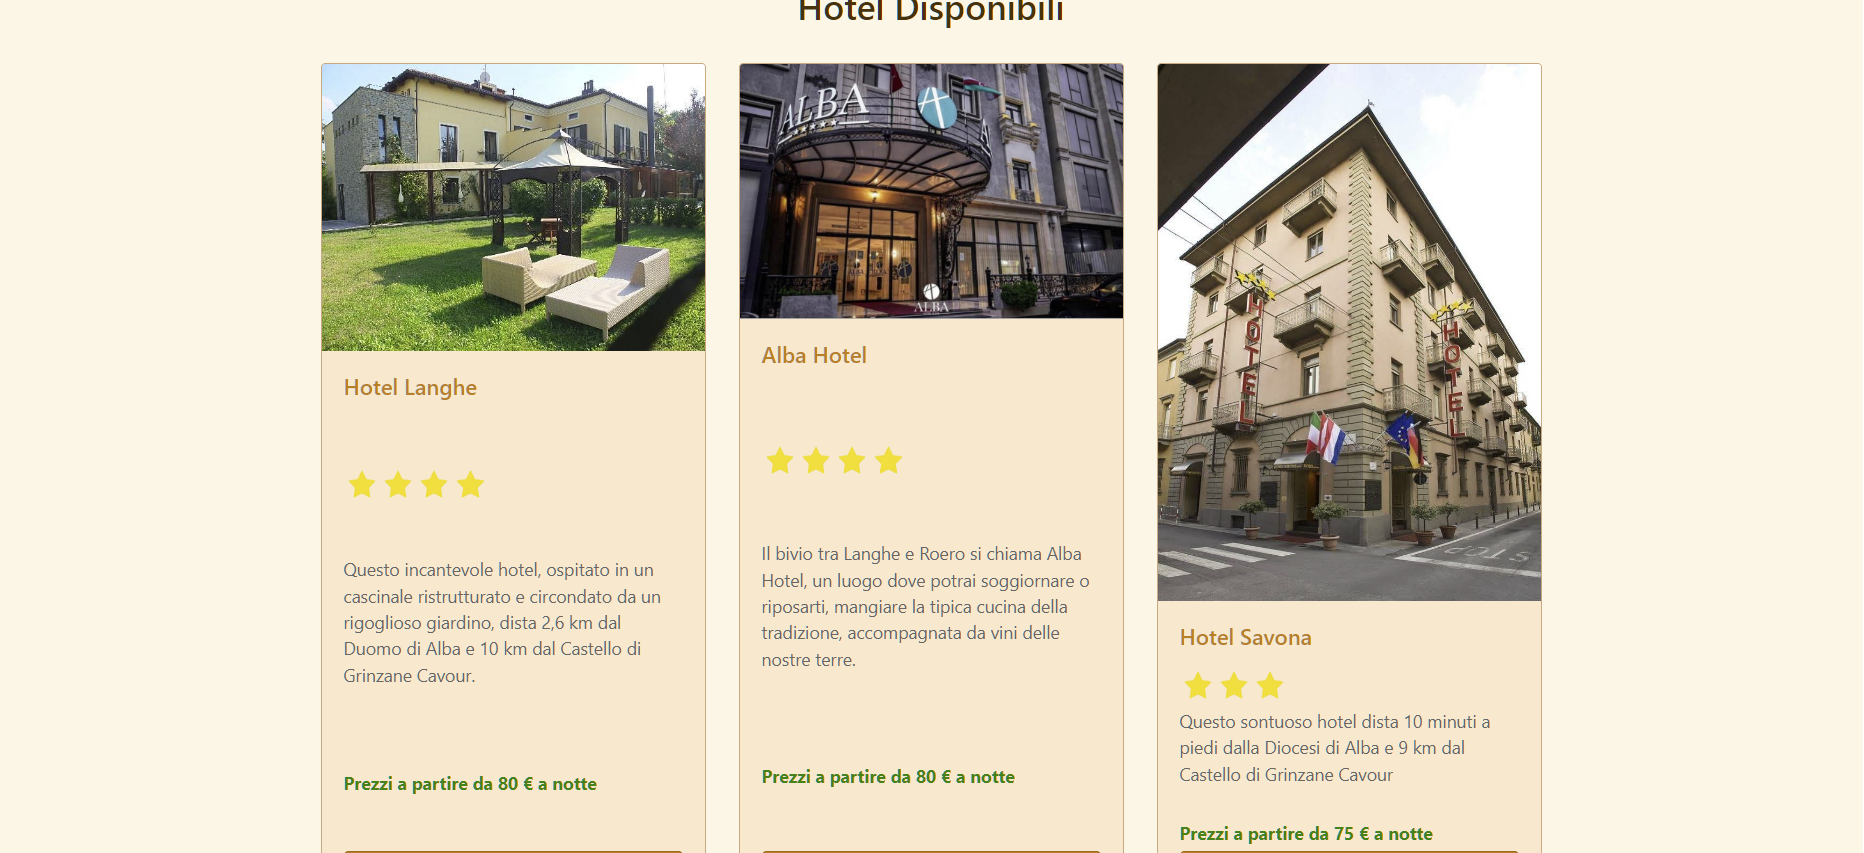 Hotel Disponibili
ALBA
ALBA
HOTEL
HOTEL
STOP
Hotel Langhe
Questo incantevole hotel, ospitato in un
cascinale ristrutturato e circondato da un
rigoglioso giardino, dista 2,6 km dal
Duomo di Alba e 10 km dal Castello di
Grinzane Cavour.
Prezzi a partire da 80 € a notte
Alba Hotel
Il bivio tra Langhe e Roero si chiama Alba
Hotel, un luogo dove potrai soggiornare o
riposarti, mangiare la tipica cucina della
tradizione, accompagnata da vini delle
nostre terre.
Prezzi a partire da 80 € a notte
Hotel Savona
Questo sontuoso hotel dista 10 minuti a
piedi dalla Diocesi di Alba e 9 km dal
Castello di Grinzane Cavour
Prezzi a partire da 75 € a notte